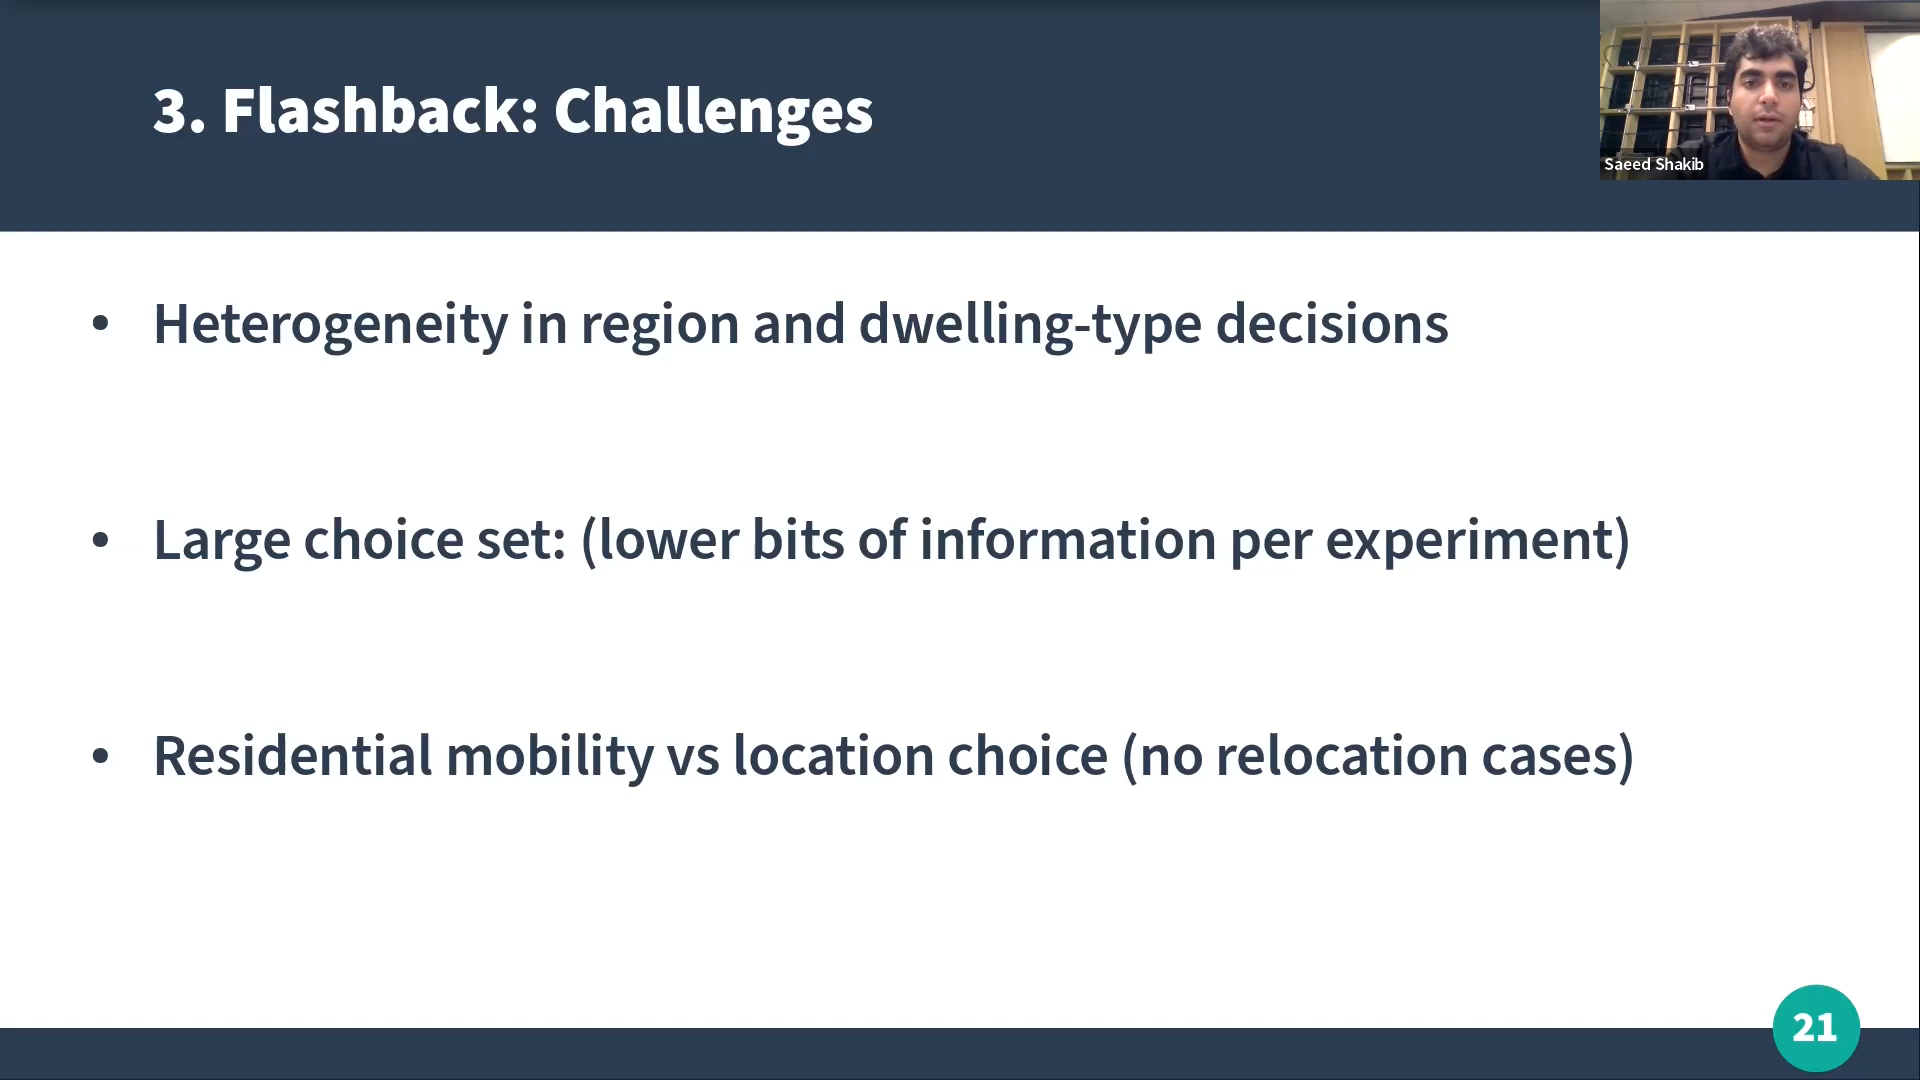 3. Flashback: Challenges
Saeed Shakib
• Heterogeneity in region and dwelling-type decisions
• Large choice set: (lower bits of information per experiment)
• Residential mobility vs location choice (no relocation cases)
21